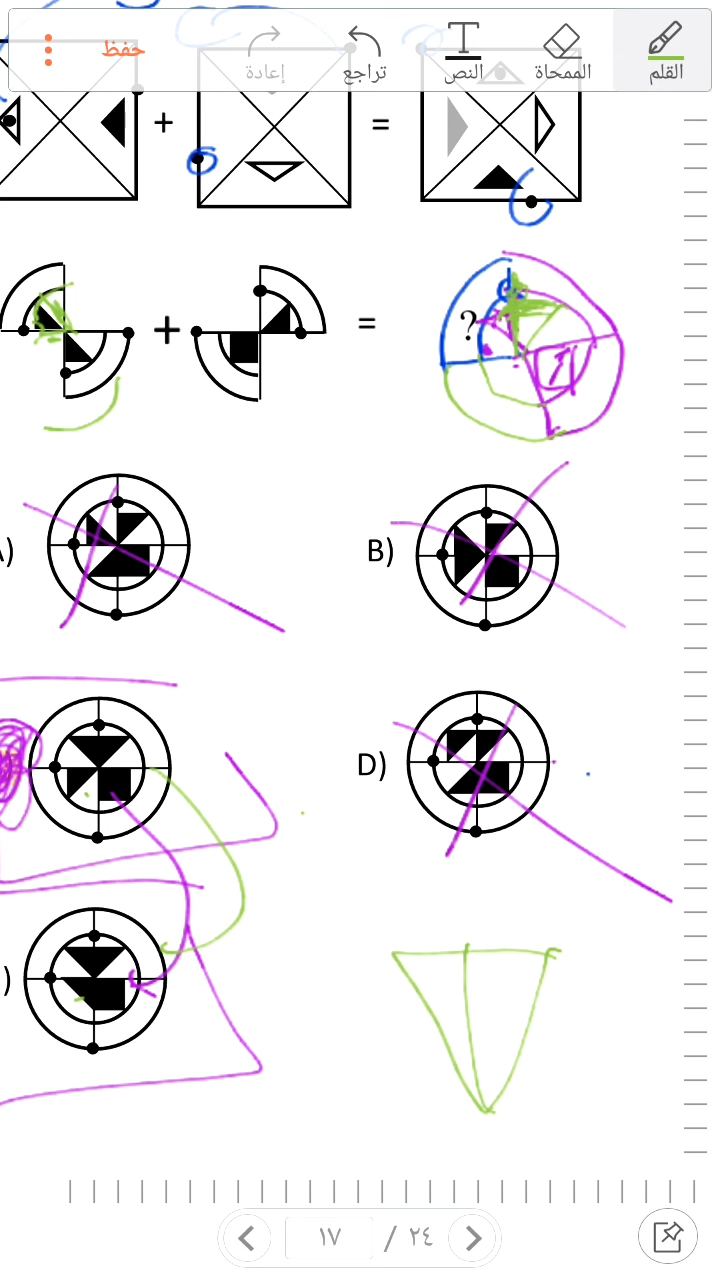 حفظ إعادة تراجع النص الممحاة القلم
+ =
+ = ?
A) B)
D)
)
١٧ / ٢٤